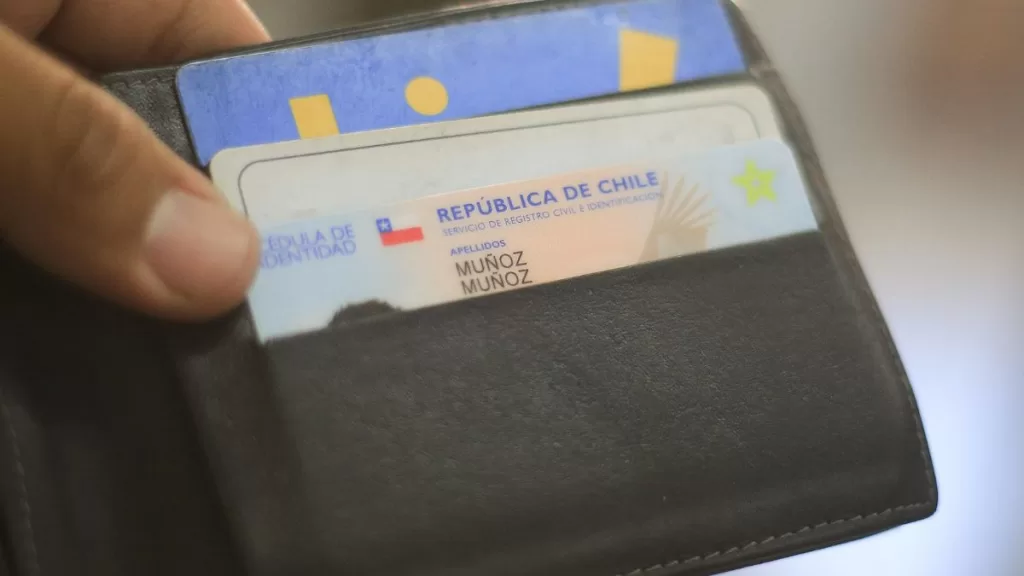 CÉDULA DE
IDENTIDAD
REPÚBLICA DE CHILE
SERVICIO DE REGISTRO CIVIL E IDENTIFICACIÓN
APELLIDOS
MUÑOZ
MUÑOZ